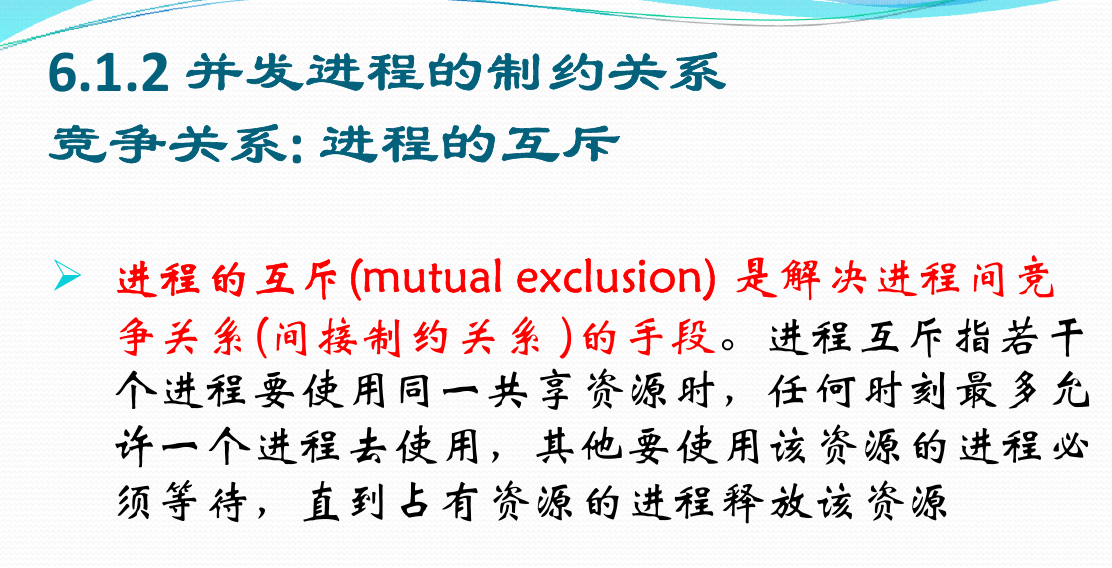 6.1.2 并发进程的制约关系
竞争关系: 进程的互斥
进程的互斥(mutual exclusion) 是解决进程间竞
争关系(间接制约关系 )的手段。进程互斥指若干
个进程要使用同一共享资源时，任何时刻最多允
许一个进程去使用，其他要使用该资源的进程必
须等待，直到占有资源的进程释放该资源